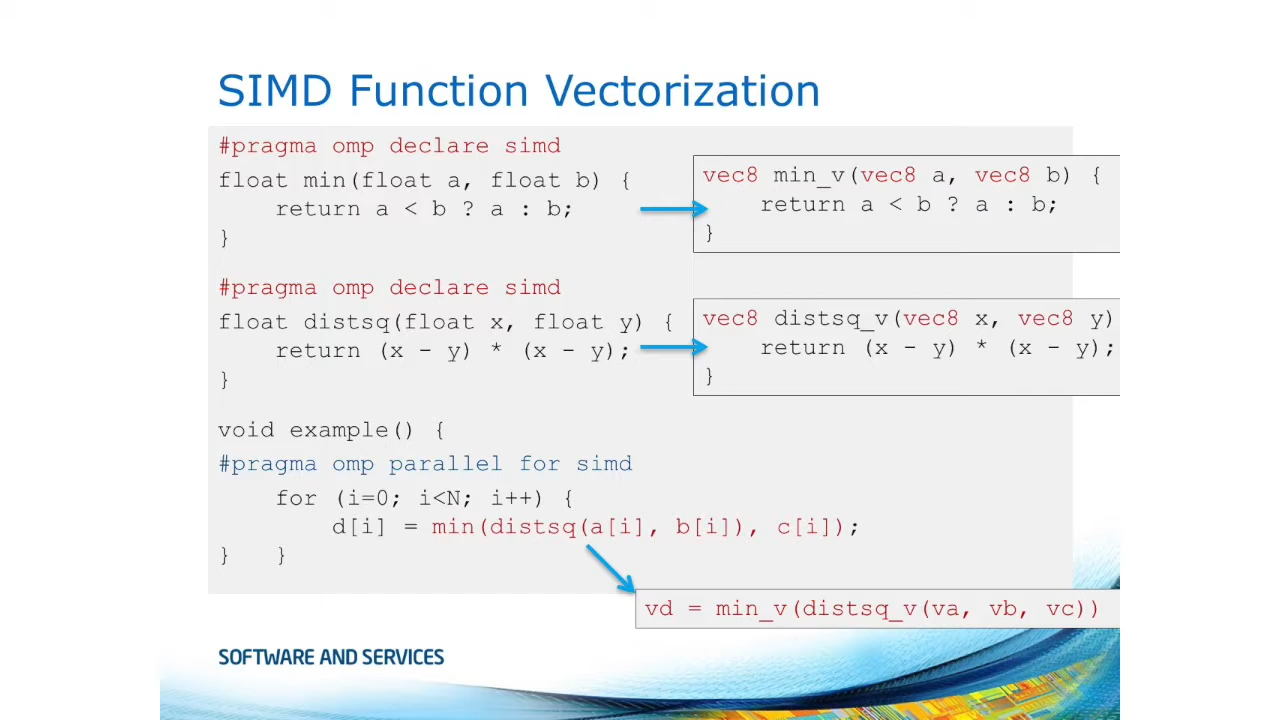 SIMD Function Vectorization
#pragma omp declare simd
float min(float a, float b) {
    return a < b ? a : b;
}
vec8 min_v(vec8 a, vec8 b) {
    return a < b ? a : b;
}
#pragma omp declare simd
float distsq(float x, float y) {
    return (x - y) * (x - y);
}
vec8 distsq_v(vec8 x, vec8 y)
    return (x - y) * (x - y);
}
void example() {
#pragma omp parallel for simd
    for (i=0; i<N; i++) {
        d[i] = min(distsq(a[i], b[i]), c[i]);
}   }
vd = min_v(distsq_v(va, vb, vc))
SOFTWARE AND SERVICES